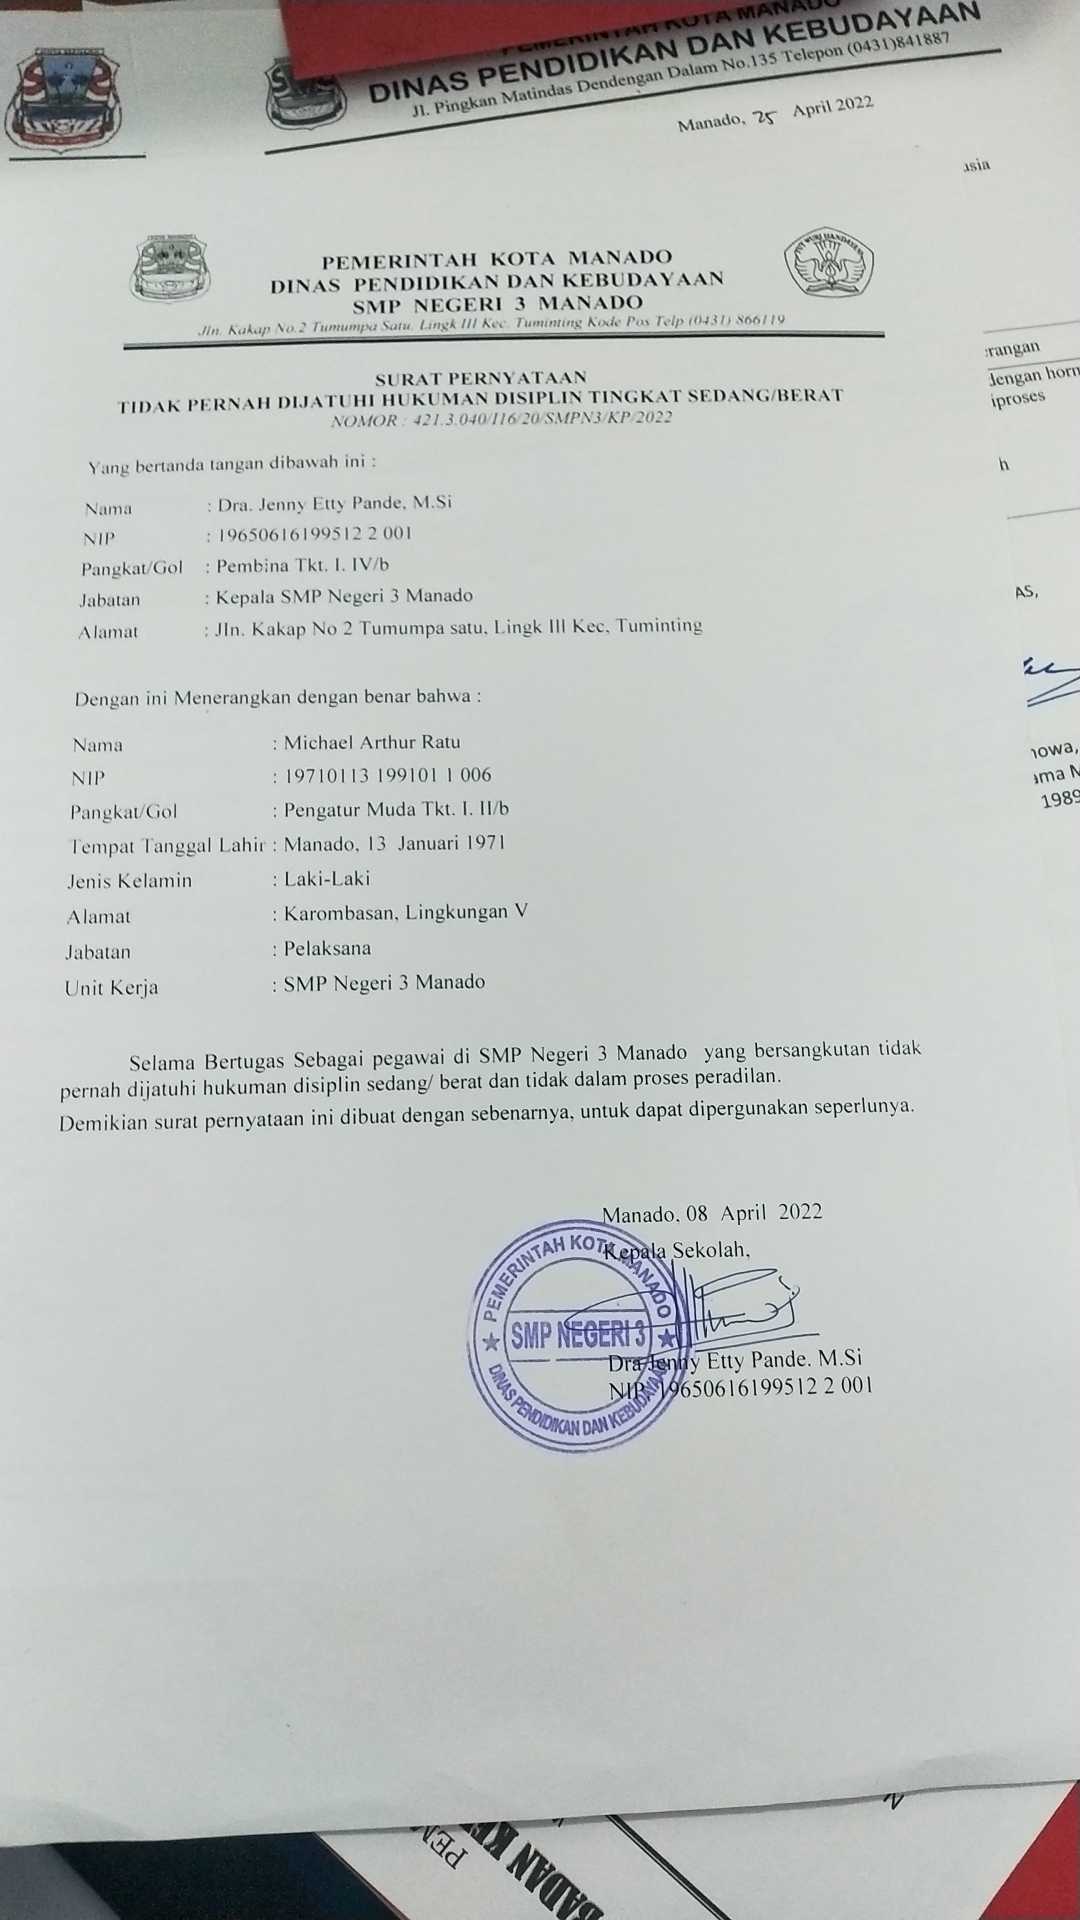 PEMERINTAH KOTA MANADO
DINAS PENDIDIKAN DAN KEBUDAYAAN
Jl. Pingkan Matindas Dendengan Dalam No.135 Telepon (0431)841887
Manado, 25 April 2022
usia
PEMERINTAH KOTA MANADO
DINAS PENDIDIKAN DAN KEBUDAYAAN
SMP NEGERI 3 MANADO
Jln. Kakap No.2 Tumumpa Satu, Lingk III Kec. Tuminting Kode Pos Telp (0431) 866119
SURAT PERNYATAAN
TIDAK PERNAH DIJATUHI HUKUMAN DISIPLIN TINGKAT SEDANG/BERAT
NOMOR : 421.3.040/116/20/SMPN3/KP/2022
Yang bertanda tangan dibawah ini :
Nama : Dra. Jenny Etty Pande, M.Si
NIP : 19650616199512 2 001
Pangkat/Gol : Pembina Tkt. I. IV/b
Jabatan : Kepala SMP Negeri 3 Manado
Alamat : Jln. Kakap No 2 Tumumpa satu, Lingk III Kec, Tuminting
Dengan ini Menerangkan dengan benar bahwa :
Nama : Michael Arthur Ratu
NIP : 19710113 199101 1 006
Pangkat/Gol : Pengatur Muda Tkt. I. II/b
Tempat Tanggal Lahir : Manado, 13 Januari 1971
Jenis Kelamin : Laki-Laki
Alamat : Karombasan, Lingkungan V
Jabatan : Pelaksana
Unit Kerja : SMP Negeri 3 Manado
Selama Bertugas Sebagai pegawai di SMP Negeri 3 Manado yang bersangkutan tidak
pernah dijatuhi hukuman disiplin sedang/ berat dan tidak dalam proses peradilan.
Demikian surat pernyataan ini dibuat dengan sebenarnya, untuk dapat dipergunakan seperlunya.
Manado, 08 April 2022
Kepala Sekolah,
Dra Jenny Etty Pande. M.Si
NIP. 19650616199512 2 001
PEMERINTAH KOTA MANADO
SMP NEGERI 3
DINAS PENDIDIKAN DAN KEBUDAYAAN
rangan
dengan horm
iproses
h
AS,
nowa,
ama M
1989
PEM
BADAN KE